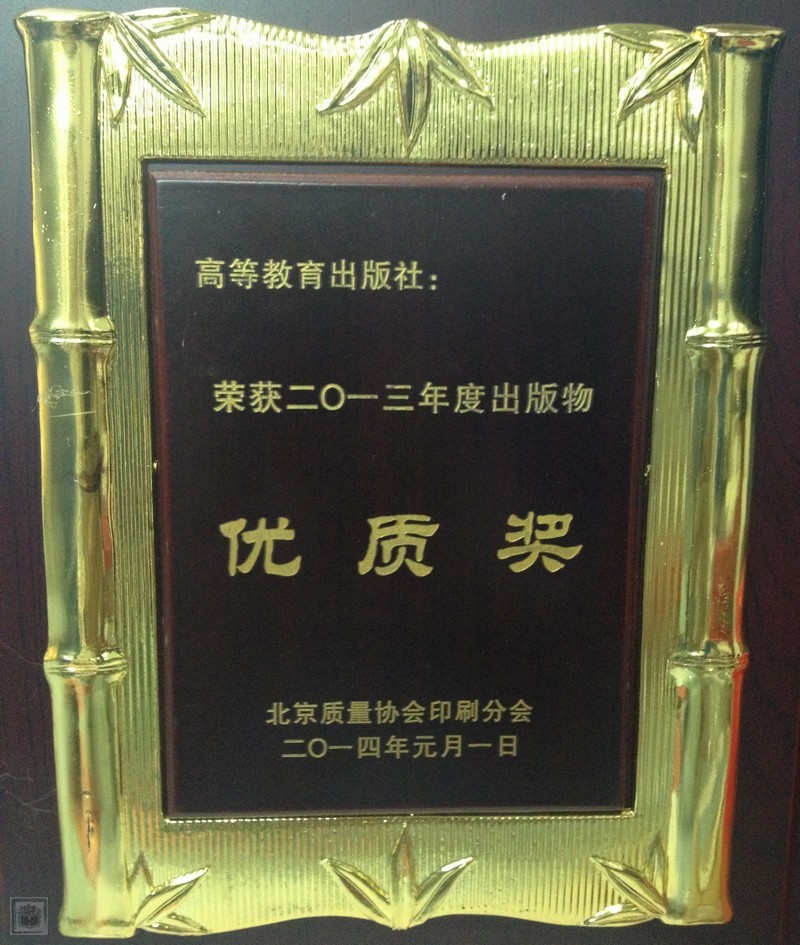 高等教育出版社：
荣获二〇一三年度出版物
优质奖
北京质量协会印刷分会
二〇一四年元月一日